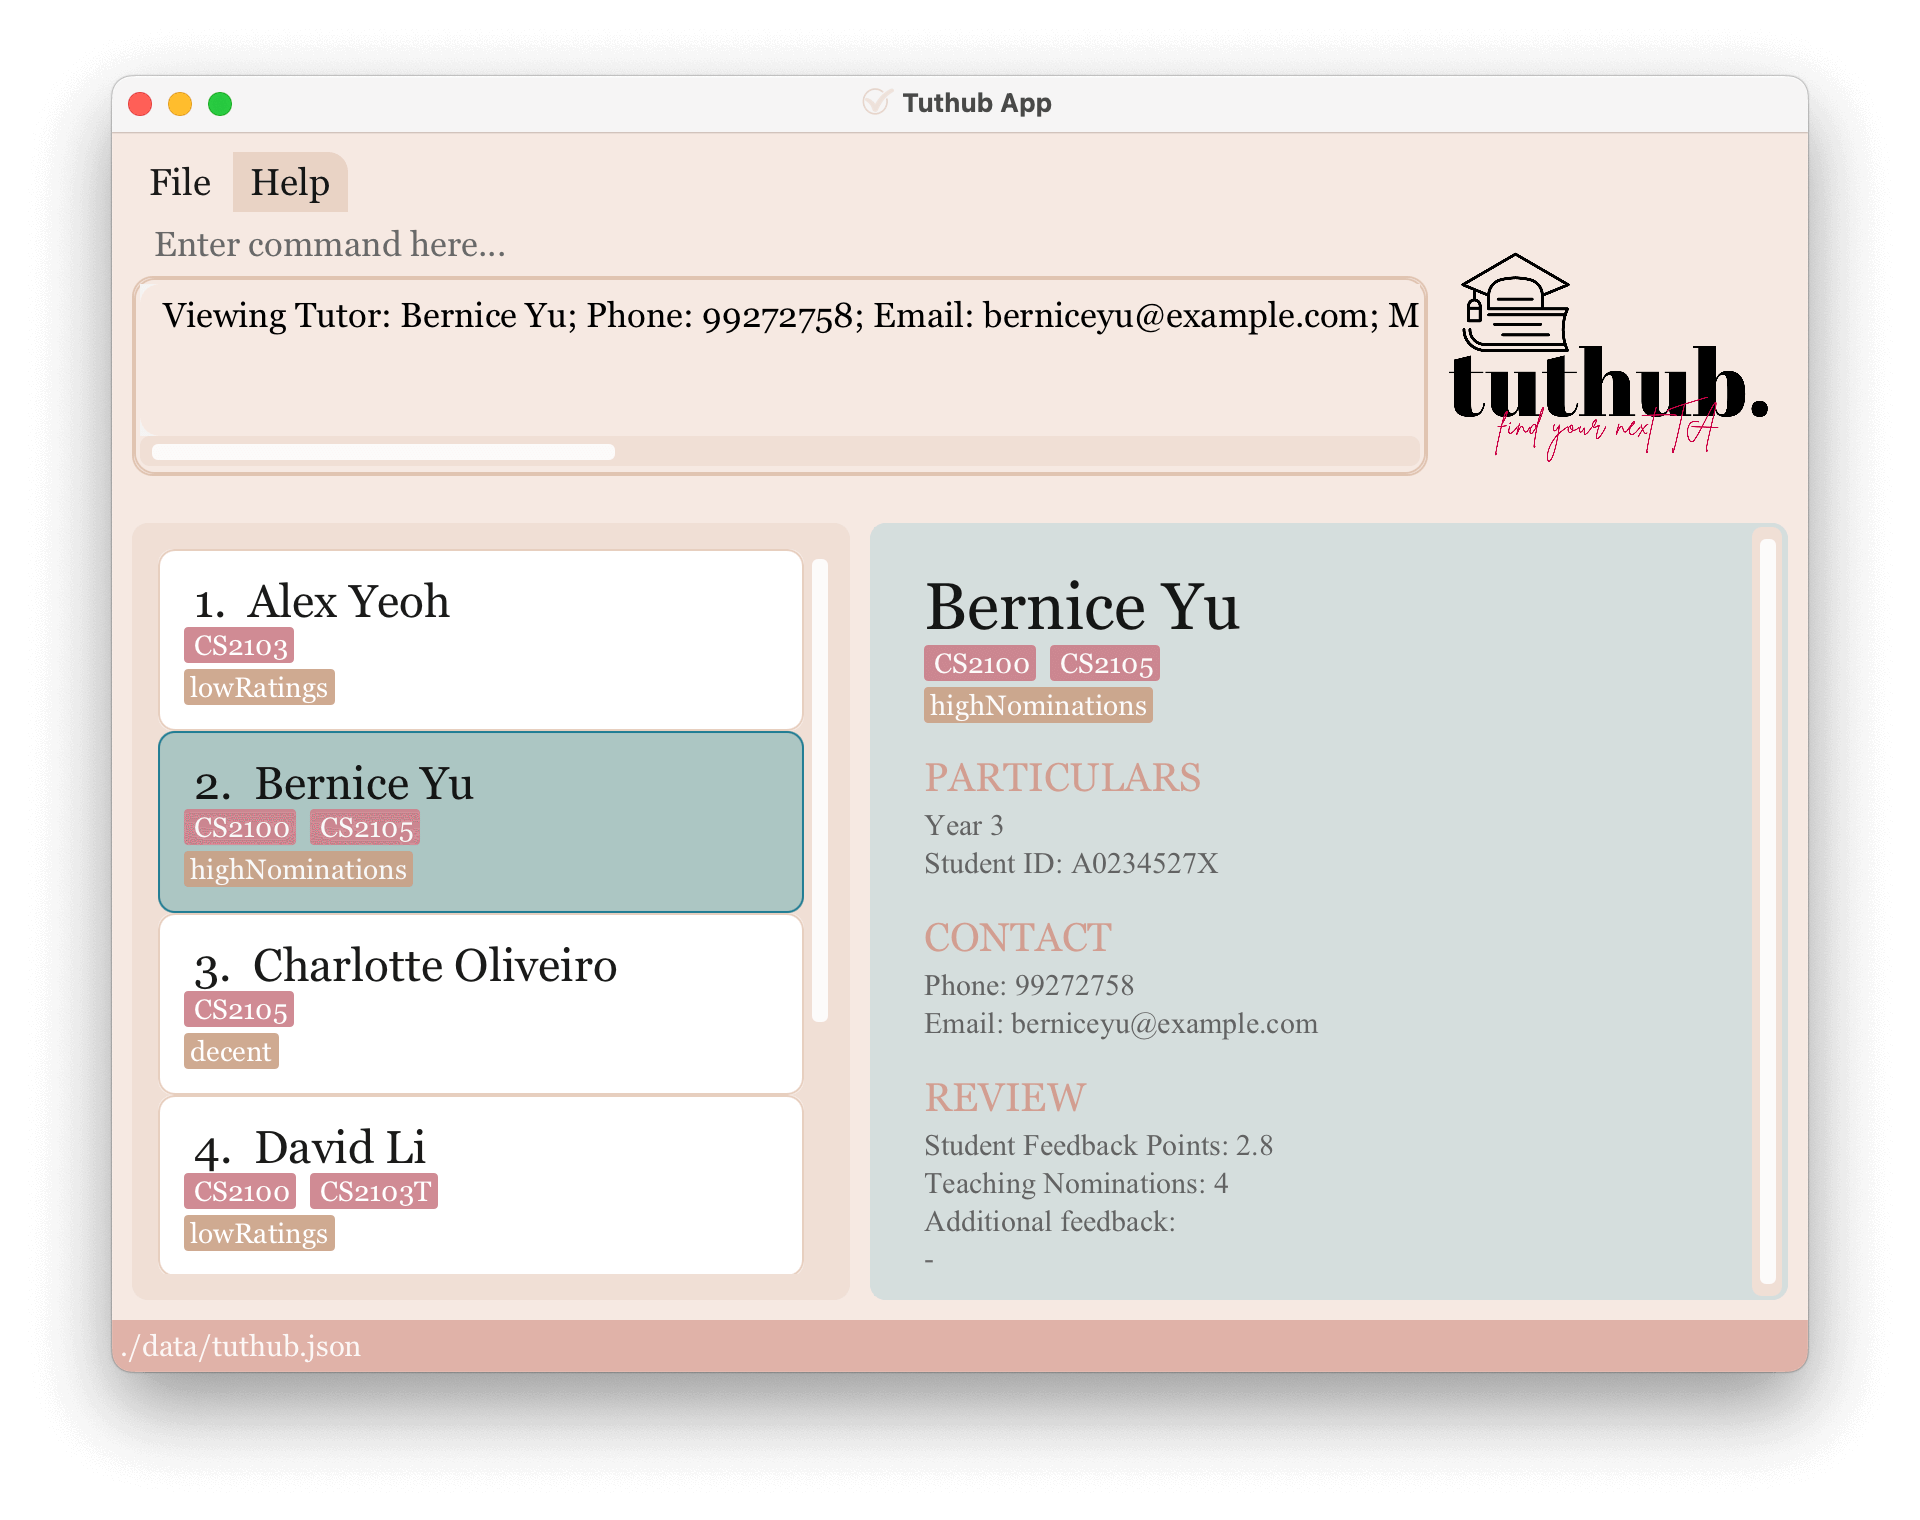 Tuthub App
File Help
Enter command here...
Viewing Tutor: Bernice Yu; Phone: 99272758; Email: berniceyu@example.com; M
tuthub.
find your next TA
1. Alex Yeoh
CS2103
lowRatings
2. Bernice Yu
CS2100 CS2105
highNominations
3. Charlotte Oliveiro
CS2105
decent
4. David Li
CS2100 CS2103T
lowRatings
Bernice Yu
CS2100 CS2105
highNominations
PARTICULARS
Year 3
Student ID: A0234527X
CONTACT
Phone: 99272758
Email: berniceyu@example.com
REVIEW
Student Feedback Points: 2.8
Teaching Nominations: 4
Additional feedback:
-
./data/tuthub.json